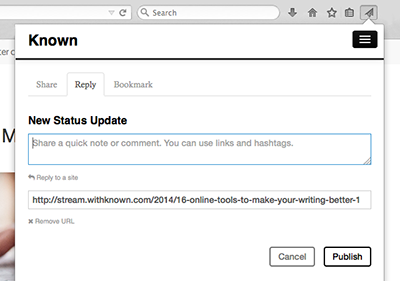 Search
Known
Share Reply Bookmark
New Status Update
Share a quick note or comment. You can use links and hashtags.
Reply to a site
http://stream.withknown.com/2014/16-online-tools-to-make-your-writing-better-1
Remove URL
Cancel Publish
M